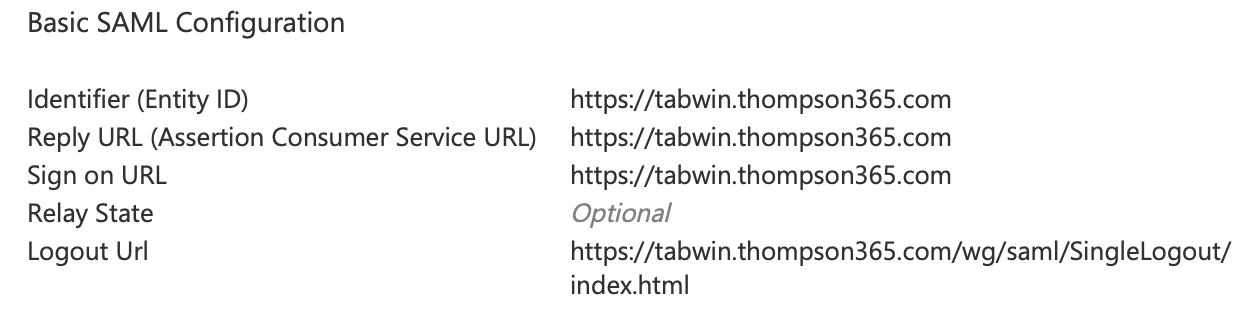 Basic SAML Configuration
Identifier (Entity ID) https://tabwin.thompson365.com
Reply URL (Assertion Consumer Service URL) https://tabwin.thompson365.com
Sign on URL https://tabwin.thompson365.com
Relay State Optional
Logout Url https://tabwin.thompson365.com/wg/saml/SingleLogout/
index.html